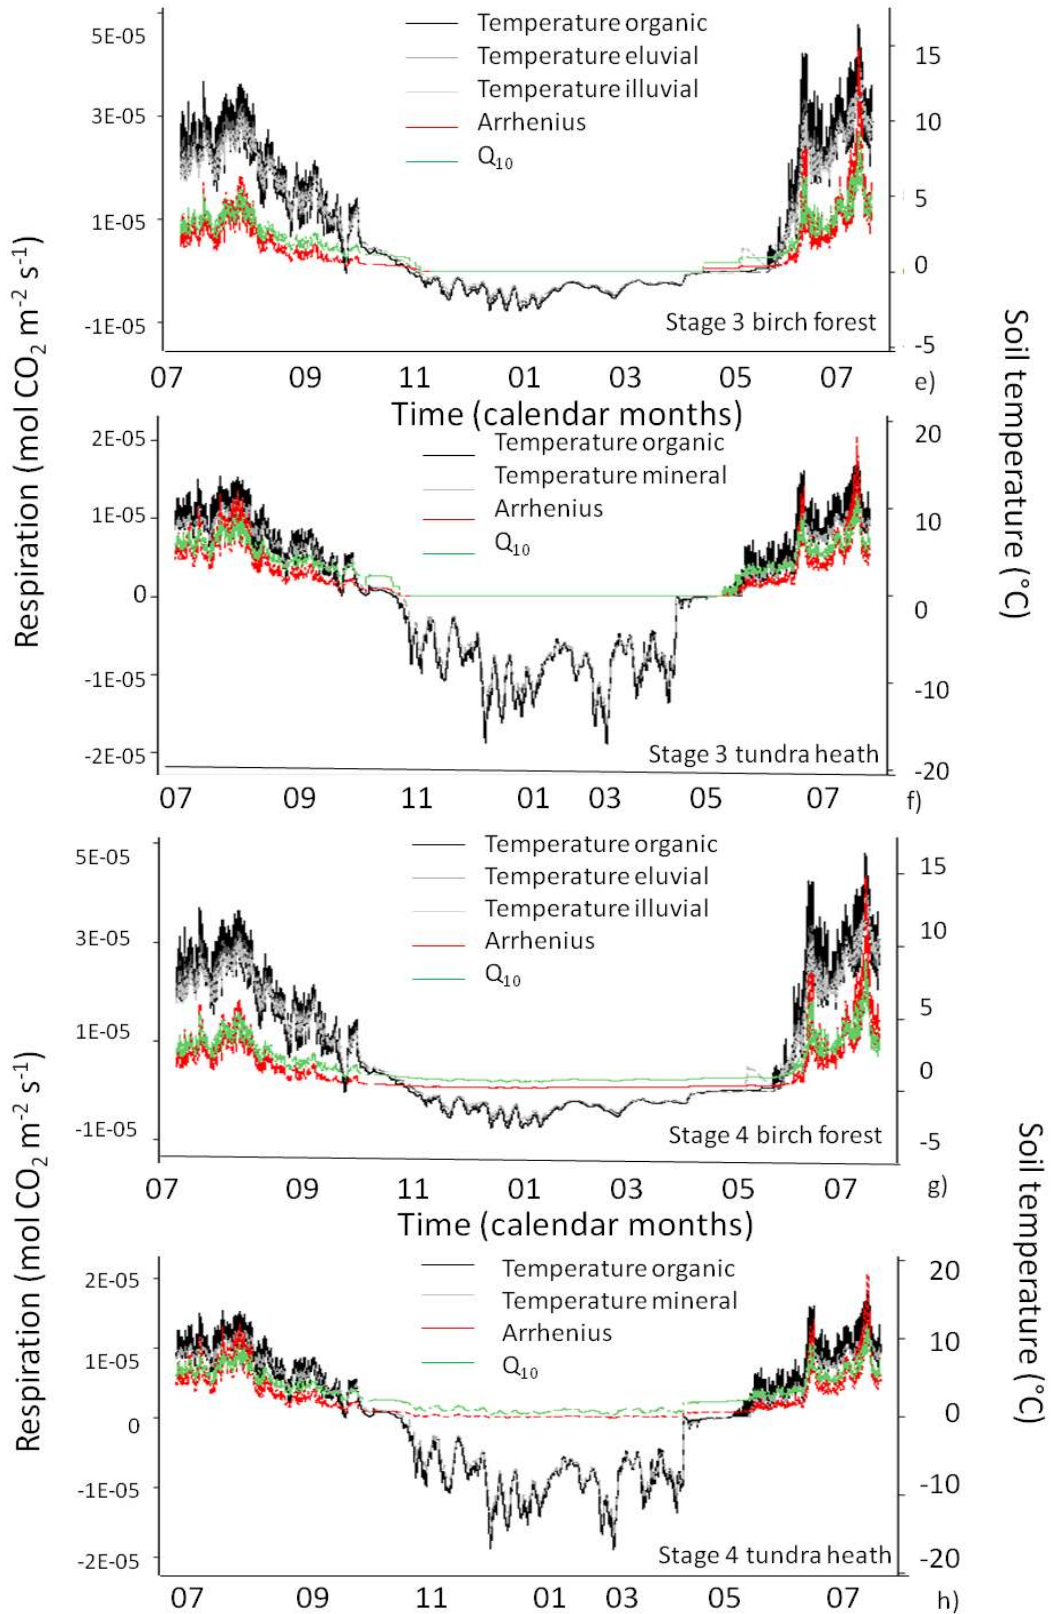 5E-05
3E-05
1E-05
-1E-05
Temperature organic
Temperature eluvial
Temperature illuvial
Arrhenius
Q10
15
10
5
0
-5
Stage 3 birch forest
07 09 11 01 03 05 07 e)
Time (calendar months)
2E-05
1E-05
0
-1E-05
-2E-05
Temperature organic
Temperature mineral
Arrhenius
Q10
20
10
0
-10
-20
Stage 3 tundra heath
07 09 11 01 03 05 07 f)
Respiration (mol CO2 m-2 s-1)
Soil temperature (°C)
5E-05
3E-05
1E-05
-1E-05
Temperature organic
Temperature eluvial
Temperature illuvial
Arrhenius
Q10
15
10
5
0
-5
Stage 4 birch forest
07 09 11 01 03 05 07 g)
Time (calendar months)
2E-05
1E-05
0
-1E-05
-2E-05
Temperature organic
Temperature mineral
Arrhenius
Q10
20
10
0
-10
-20
Stage 4 tundra heath
07 09 11 01 03 05 07 h)
Respiration (mol CO2 m-2 s-1)
Soil temperature (°C)